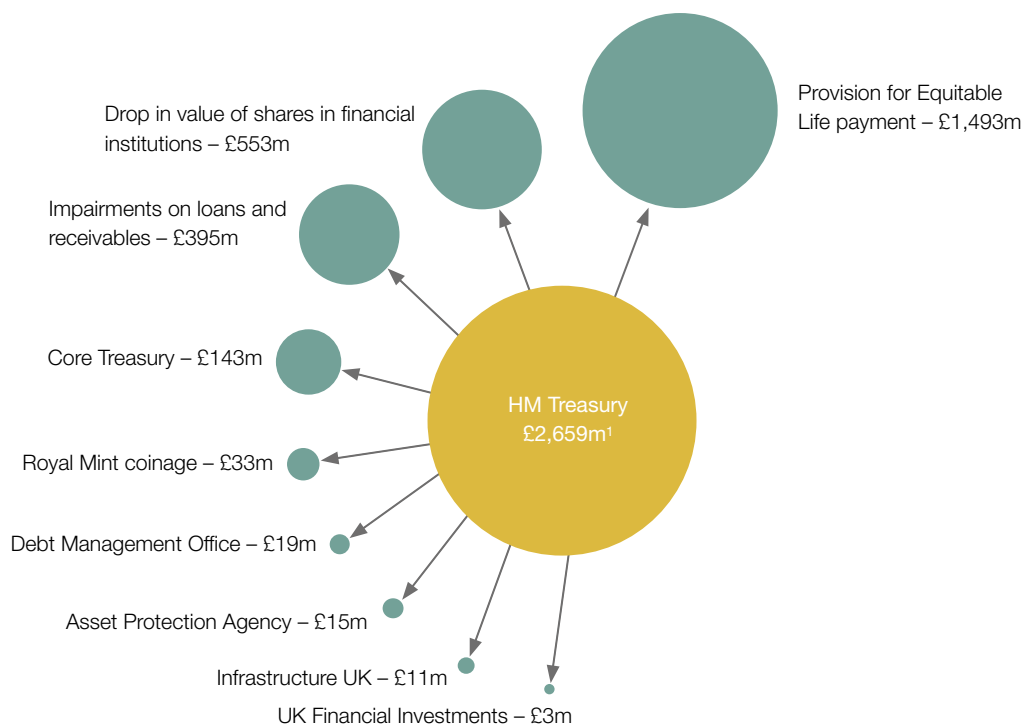 Provision for Equitable
Life payment – £1,493m
Drop in value of shares in financial
institutions – £553m
Impairments on loans and
receivables – £395m
Core Treasury – £143m
HM Treasury
£2,659m¹
Royal Mint coinage – £33m
Debt Management Office – £19m
Asset Protection Agency – £15m
Infrastructure UK – £11m
UK Financial Investments – £3m